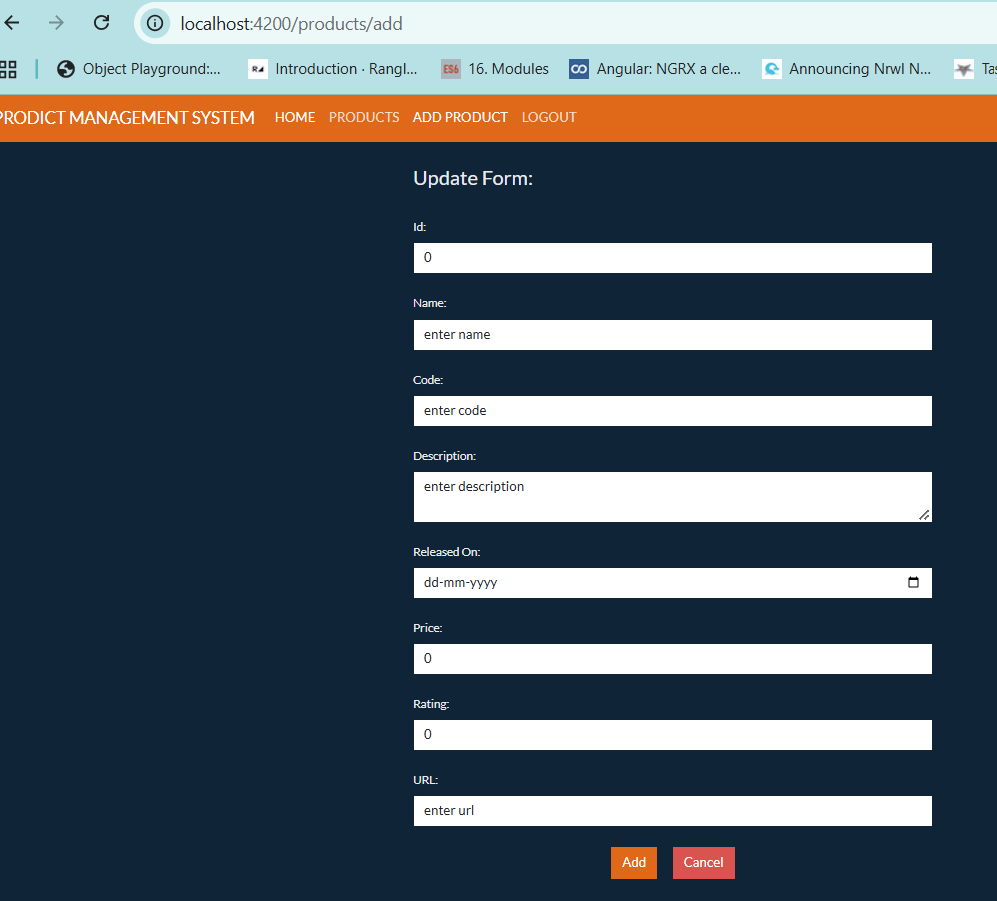 localhost:4200/products/add
Object Playground:... Introduction · Rangl... ES6 16. Modules Angular: NGRX a cle... Announcing Nrwl N... Tas
PRODICT MANAGEMENT SYSTEM HOME PRODUCTS ADD PRODUCT LOGOUT
Update Form:
Id:
0
Name:
enter name
Code:
enter code
Description:
enter description
Released On:
dd-mm-yyyy
Price:
0
Rating:
0
URL:
enter url
Add Cancel